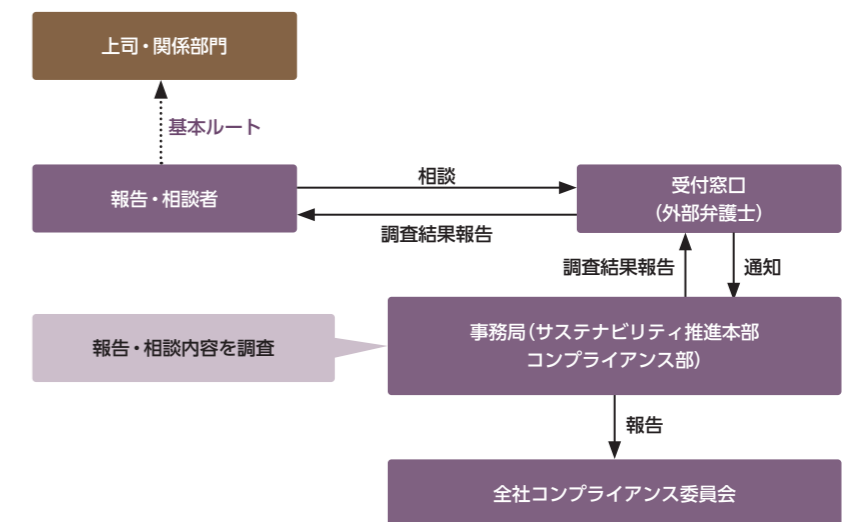 上司・関係部門
基本ルート
報告・相談者
相談
受付窓口
（外部弁護士）
調査結果報告
調査結果報告
通知
報告・相談内容を調査
事務局（サステナビリティ推進本部
コンプライアンス部）
報告
全社コンプライアンス委員会